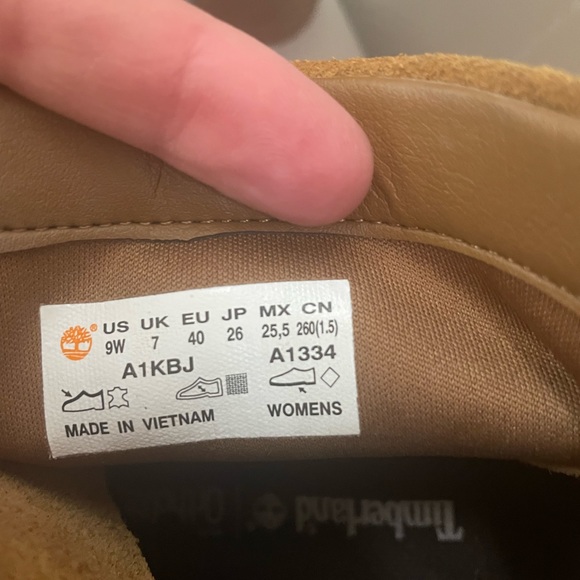 ® US UK EU JP MX CN
9W 7 40 26 25,5 260(1.5)
A1KBJ A1334
MADE IN VIETNAM WOMENS
Timberland